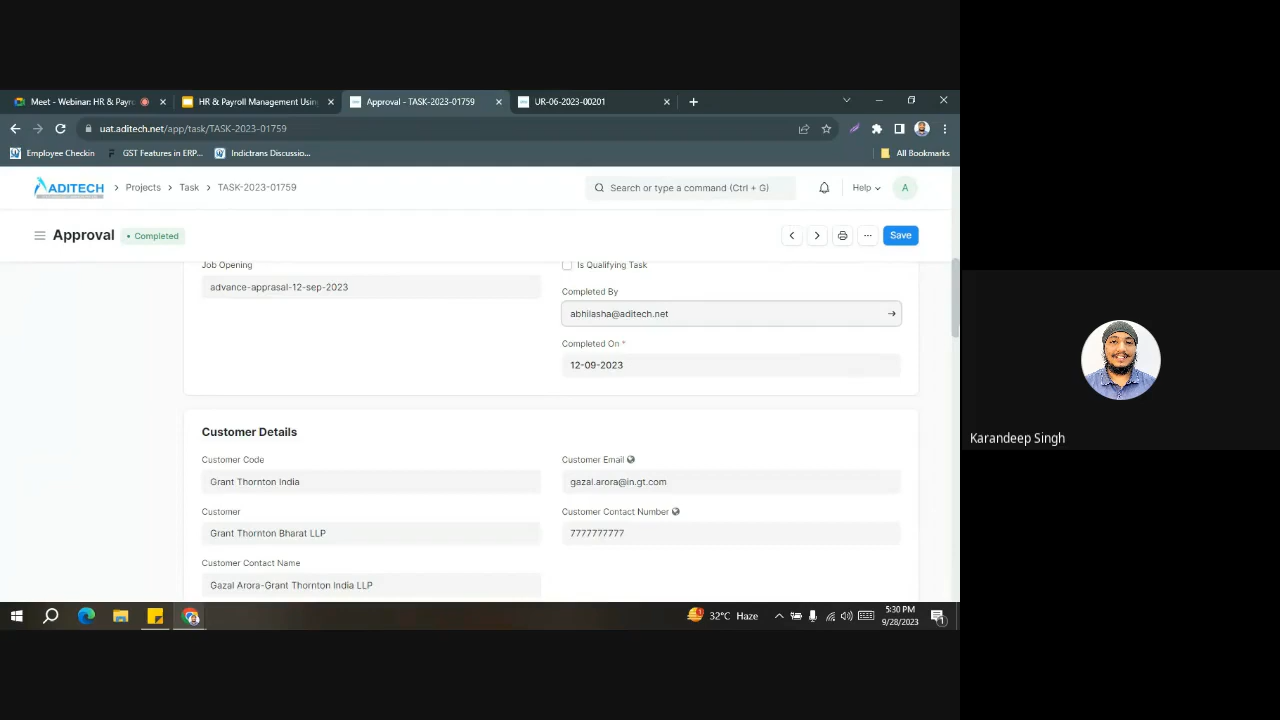 Meet - Webinar: HR & Payro
HR & Payroll Management Using
Approval - TASK-2023-01759
UR-06-2023-00201
uat.aditech.net/app/task/TASK-2023-01759
Employee Checkin
GST Features in ERP...
Indictrans Discussio...
All Bookmarks
ADITECH
Projects
Task
TASK-2023-01759
Search or type a command (Ctrl + G)
Help
A
Approval
Completed
Save
Job Opening
Is Qualifying Task
advance-apprasal-12-sep-2023
Completed By
abhilasha@aditech.net
Completed On *
12-09-2023
Customer Details
Customer Code
Customer Email
Grant Thornton India
gazal.arora@in.gt.com
Customer
Customer Contact Number
Grant Thornton Bharat LLP
7777777777
Customer Contact Name
Gazal Arora-Grant Thornton India LLP
Karandeep Singh
32°C Haze
5:30 PM
9/28/2023